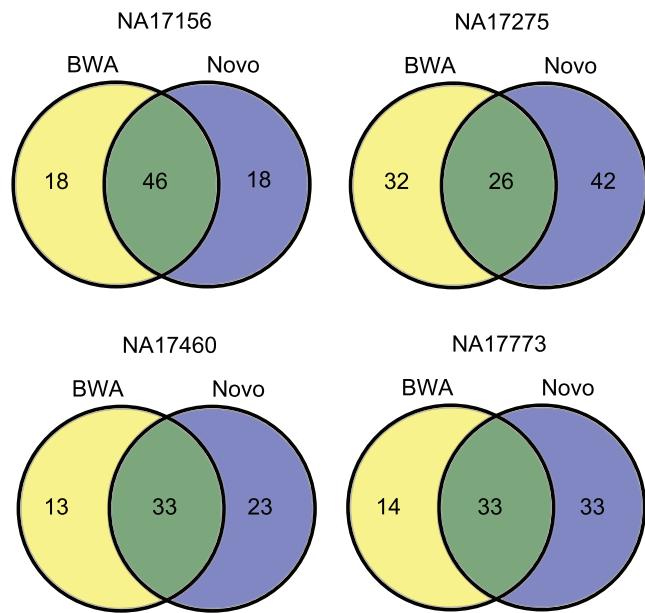 NA17156
BWA Novo
18 46 18
NA17275
BWA Novo
32 26 42
NA17460
BWA Novo
13 33 23
NA17773
BWA Novo
14 33 33